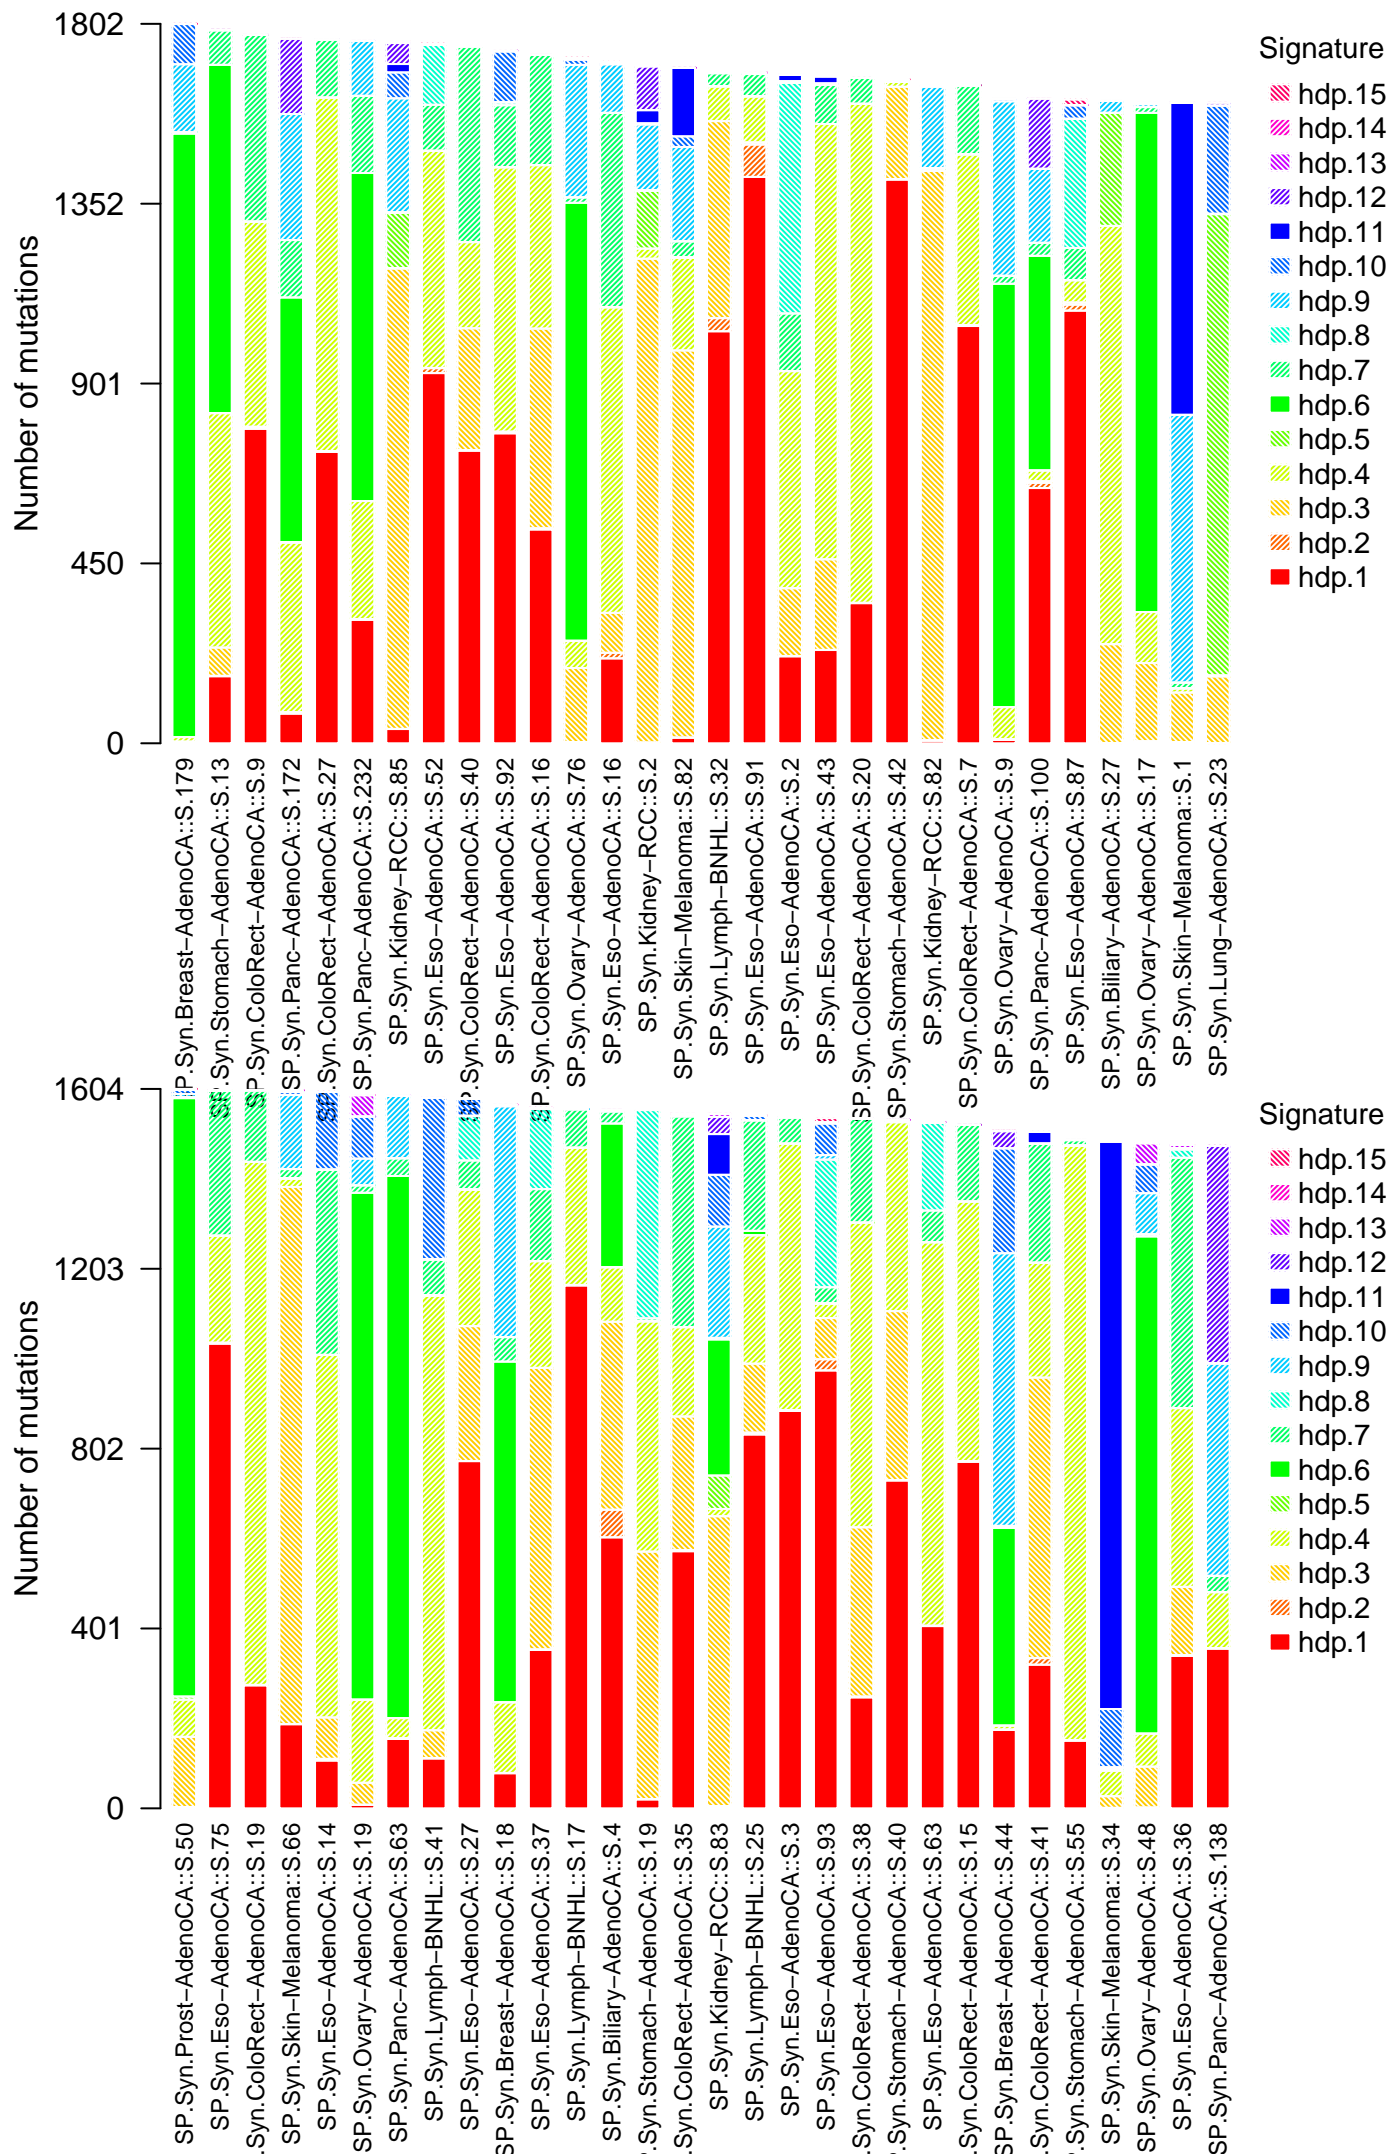 1802
1352
901
450
0
Number of mutations
Signature
hdp.15
hdp.14
hdp.13
hdp.12
hdp.11
hdp.10
hdp.9
hdp.8
hdp.7
hdp.6
hdp.5
hdp.4
hdp.3
hdp.2
hdp.1
SP.Syn.Breast−AdenoCA::S.179
SP.Syn.Stomach−AdenoCA::S.13
SP.Syn.ColoRect−AdenoCA::S.9
SP.Syn.Panc−AdenoCA::S.172
SP.Syn.ColoRect−AdenoCA::S.27
SP.Syn.Panc−AdenoCA::S.232
SP.Syn.Kidney−RCC::S.85
SP.Syn.Eso−AdenoCA::S.52
SP.Syn.ColoRect−AdenoCA::S.40
SP.Syn.Eso−AdenoCA::S.92
SP.Syn.ColoRect−AdenoCA::S.16
SP.Syn.Ovary−AdenoCA::S.76
SP.Syn.Eso−AdenoCA::S.16
SP.Syn.Kidney−RCC::S.2
SP.Syn.Skin−Melanoma::S.82
SP.Syn.Lymph−BNHL::S.32
SP.Syn.Eso−AdenoCA::S.91
SP.Syn.Eso−AdenoCA::S.2
SP.Syn.Eso−AdenoCA::S.43
SP.Syn.ColoRect−AdenoCA::S.20
SP.Syn.Stomach−AdenoCA::S.42
SP.Syn.Kidney−RCC::S.82
SP.Syn.ColoRect−AdenoCA::S.7
SP.Syn.Ovary−AdenoCA::S.9
SP.Syn.Panc−AdenoCA::S.100
SP.Syn.Eso−AdenoCA::S.87
SP.Syn.Biliary−AdenoCA::S.27
SP.Syn.Ovary−AdenoCA::S.17
SP.Syn.Skin−Melanoma::S.1
SP.Syn.Lung−AdenoCA::S.23
1604
1203
802
401
0
Number of mutations
Signature
hdp.15
hdp.14
hdp.13
hdp.12
hdp.11
hdp.10
hdp.9
hdp.8
hdp.7
hdp.6
hdp.5
hdp.4
hdp.3
hdp.2
hdp.1
SP.Syn.Prost−AdenoCA::S.50
SP.Syn.Eso−AdenoCA::S.75
.Syn.ColoRect−AdenoCA::S.19
SP.Syn.Skin−Melanoma::S.66
SP.Syn.Eso−AdenoCA::S.14
SP.Syn.Ovary−AdenoCA::S.19
SP.Syn.Panc−AdenoCA::S.63
SP.Syn.Lymph−BNHL::S.41
SP.Syn.Eso−AdenoCA::S.27
SP.Syn.Breast−AdenoCA::S.18
SP.Syn.Eso−AdenoCA::S.37
SP.Syn.Lymph−BNHL::S.17
SP.Syn.Biliary−AdenoCA::S.4
P.Syn.Stomach−AdenoCA::S.19
.Syn.ColoRect−AdenoCA::S.35
SP.Syn.Kidney−RCC::S.83
SP.Syn.Lymph−BNHL::S.25
SP.Syn.Eso−AdenoCA::S.3
SP.Syn.Eso−AdenoCA::S.93
.Syn.ColoRect−AdenoCA::S.38
P.Syn.Stomach−AdenoCA::S.40
SP.Syn.Eso−AdenoCA::S.63
.Syn.ColoRect−AdenoCA::S.15
SP.Syn.Breast−AdenoCA::S.44
.Syn.ColoRect−AdenoCA::S.41
P.Syn.Stomach−AdenoCA::S.55
SP.Syn.Skin−Melanoma::S.34
SP.Syn.Ovary−AdenoCA::S.48
SP.Syn.Eso−AdenoCA::S.36
SP.Syn.Panc−AdenoCA::S.138